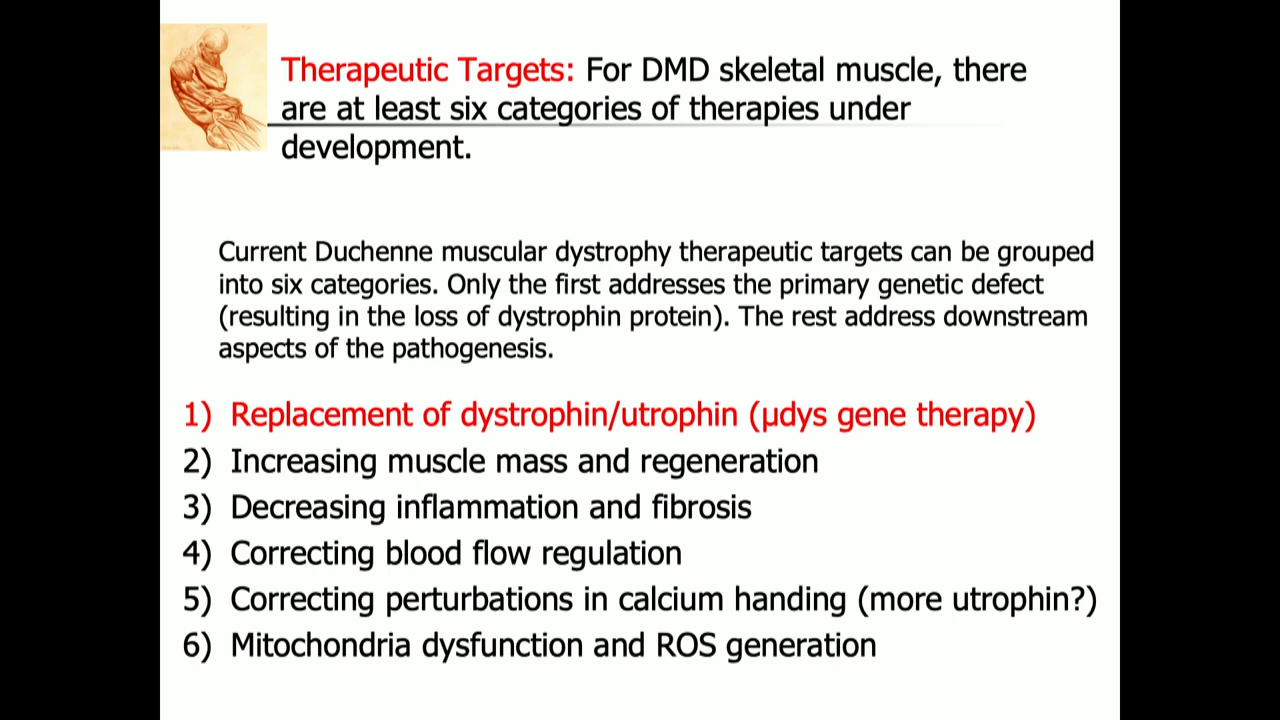 Therapeutic Targets: For DMD skeletal muscle, there
are at least six categories of therapies under
development.
Current Duchenne muscular dystrophy therapeutic targets can be grouped
into six categories. Only the first addresses the primary genetic defect
(resulting in the loss of dystrophin protein). The rest address downstream
aspects of the pathogenesis.
1) Replacement of dystrophin/utrophin (µdys gene therapy)
2) Increasing muscle mass and regeneration
3) Decreasing inflammation and fibrosis
4) Correcting blood flow regulation
5) Correcting perturbations in calcium handing (more utrophin?)
6) Mitochondria dysfunction and ROS generation